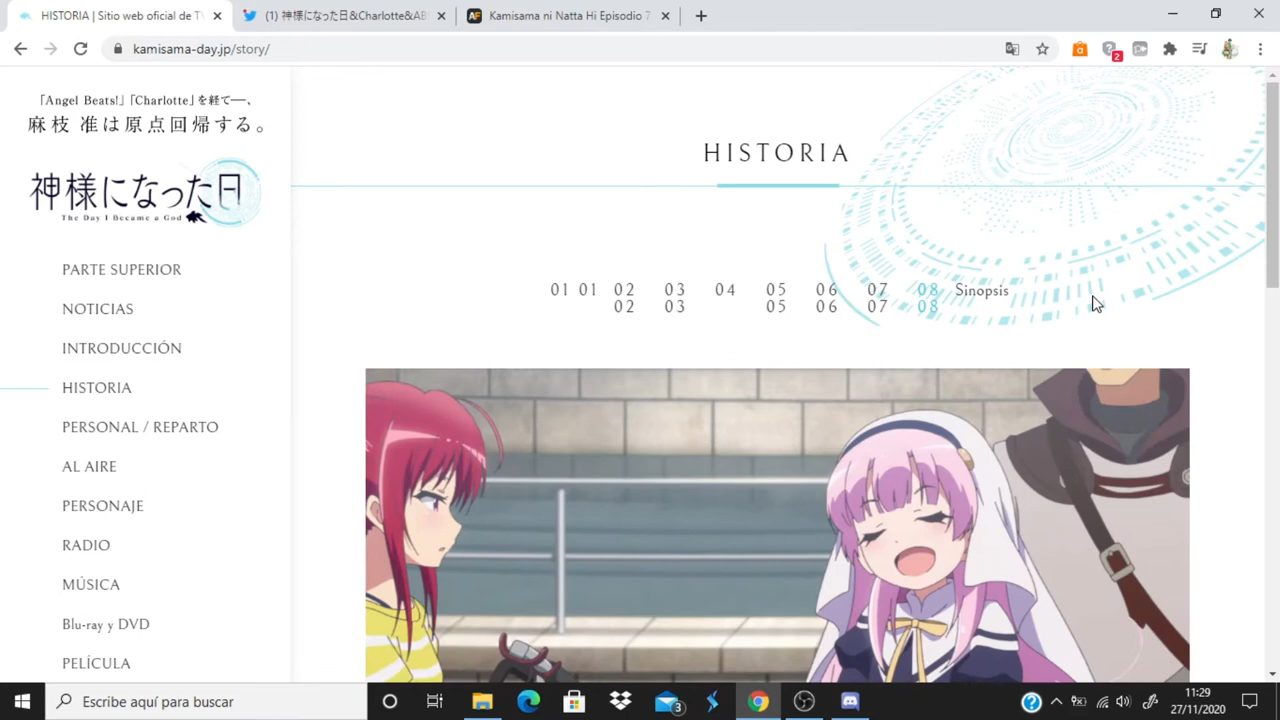 HISTORIA | Sitio web oficial de TV
(1) 神様になった日&Charlotte&AB
Kamisama ni Natta Hi Episodio 7
kamisama-day.jp/story/
2
「Angel Beats!」「Charlotte」を経て―、
麻枝 准は原点回帰する。
神様になった日
The Day I Became a God
PARTE SUPERIOR
NOTICIAS
INTRODUCCIÓN
HISTORIA
PERSONAL / REPARTO
AL AIRE
PERSONAJE
RADIO
MÚSICA
Blu-ray y DVD
PELÍCULA
HISTORIA
01 01 02 03 04 05 06 07 08 Sinopsis
02 03 05 06 07 08
Escribe aquí para buscar
3
11:29
27/11/2020